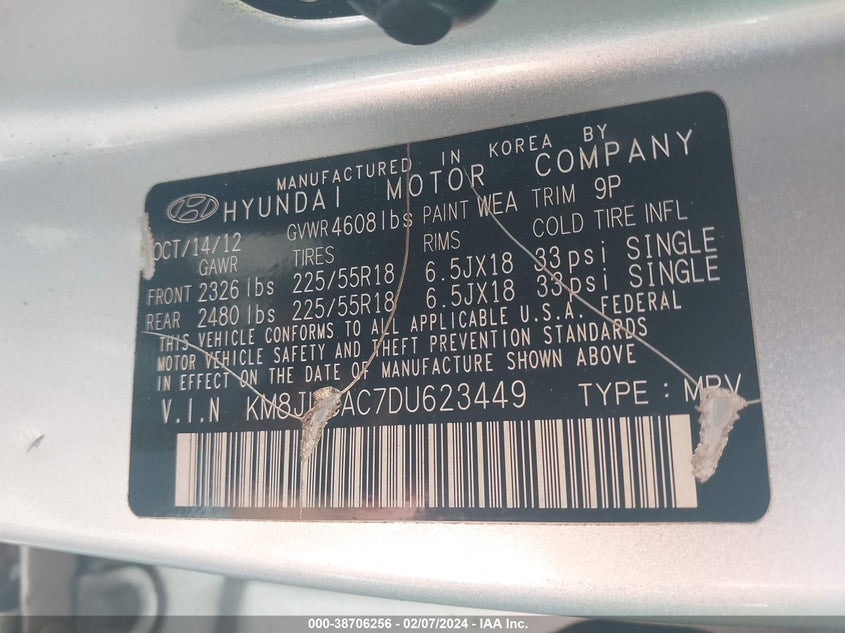 MANUFACTURED IN KOREA BY
HYUNDAI MOTOR COMPANY
OCT/14/12 GVWR 4608 lbs PAINT WEA TRIM 9P
GAWR TIRES RIMS COLD TIRE INFL
FRONT 2326 lbs 225/55R18 6.5JX18 33 psi SINGLE
REAR 2480 lbs 225/55R18 6.5JX18 33 psi SINGLE
THIS VEHICLE CONFORMS TO ALL APPLICABLE U.S.A. FEDERAL
MOTOR VEHICLE SAFETY AND THEFT PREVENTION STANDARDS
IN EFFECT ON THE DATE OF MANUFACTURE SHOWN ABOVE
V.I.N TYPE : MPV
000-38706256 - 02/07/2024 - IAA Inc.